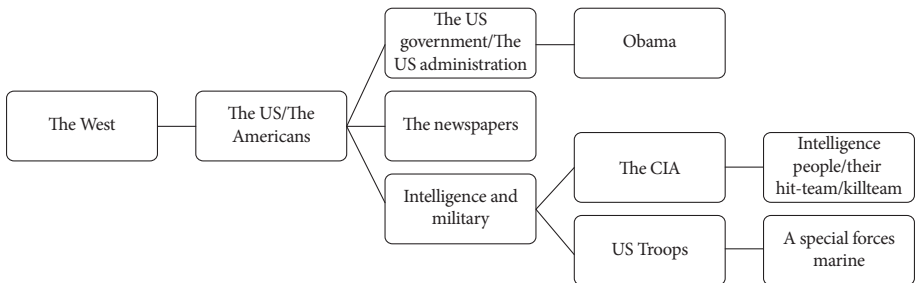 The US
government/The
US administration
Obama
The West
The US/The
Americans
The newspapers
Intelligence and
military
The CIA
Intelligence
people/their
hit-team/killteam
US Troops
A special forces
marine